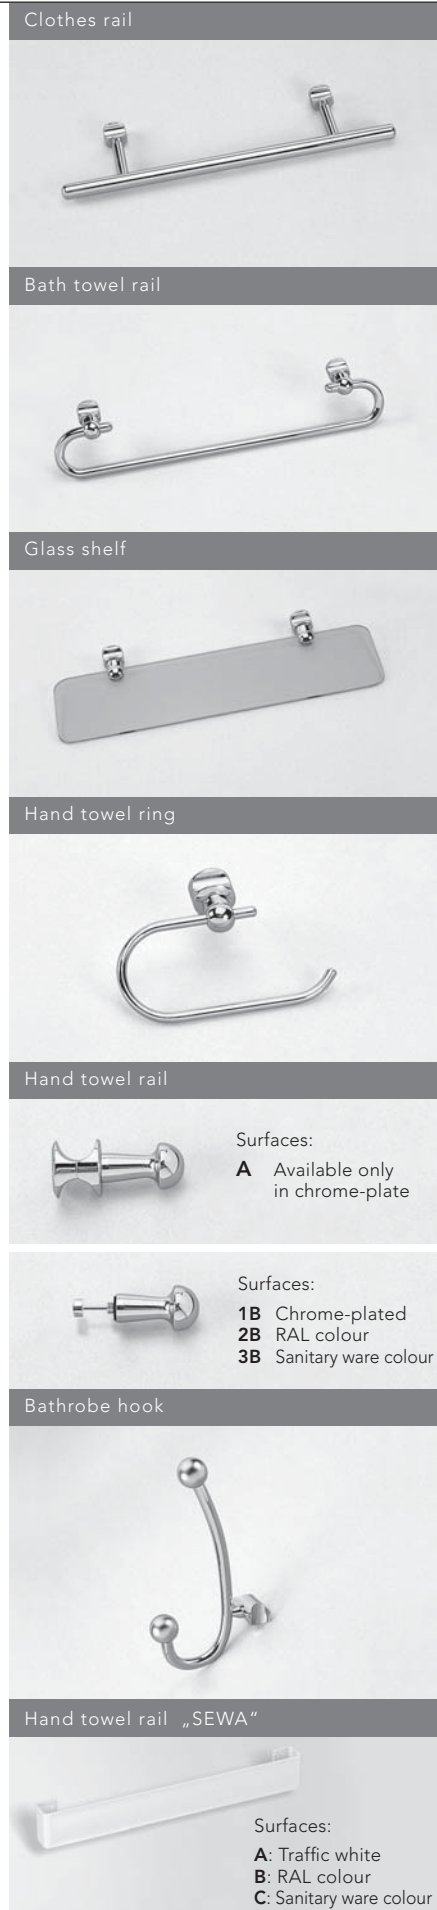 Clothes rail
Bath towel rail
Glass shelf
Hand towel ring
Hand towel rail
Surfaces:
A Available only
in chrome-plate
Surfaces:
1B Chrome-plated
2B RAL colour
3B Sanitary ware colour
Bathrobe hook
Hand towel rail „SEWA“
Surfaces:
A: Traffic white
B: RAL colour
C: Sanitary ware colour